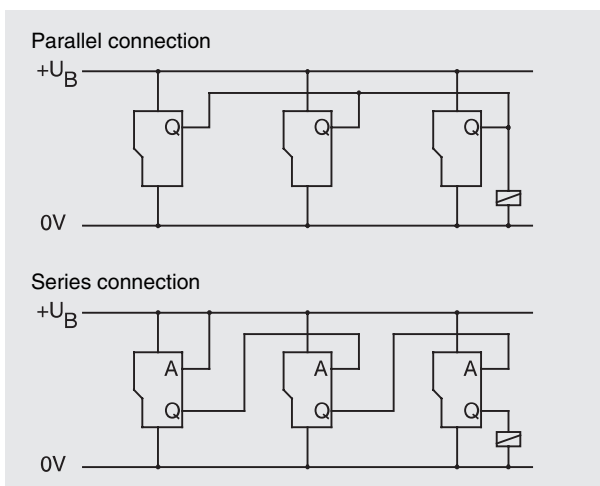 Parallel connection
+UB
Q Q Q
0V
Series connection
+UB
A A A
Q Q Q
0V